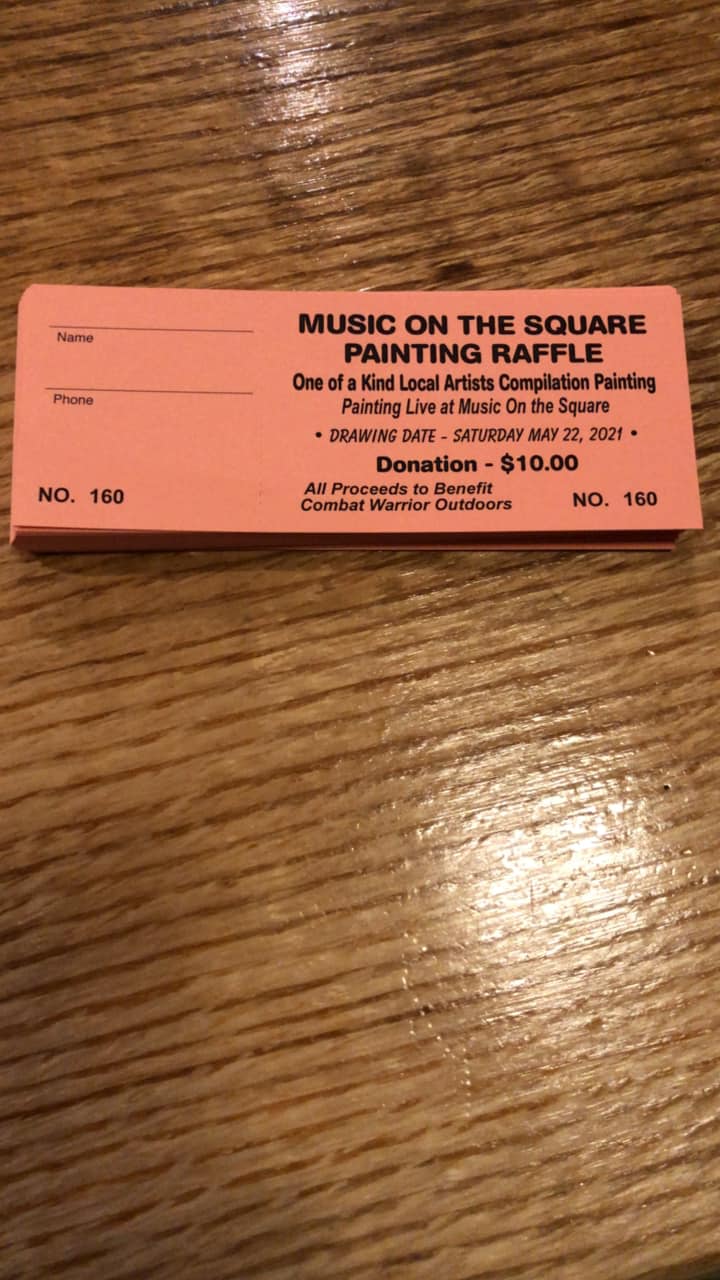 Name
Phone
NO. 160
MUSIC ON THE SQUARE
PAINTING RAFFLE
One of a Kind Local Artists Compilation Painting
Painting Live at Music On the Square
• DRAWING DATE - SATURDAY MAY 22, 2021 •
Donation - $10.00
All Proceeds to Benefit
Combat Warrior Outdoors
NO. 160